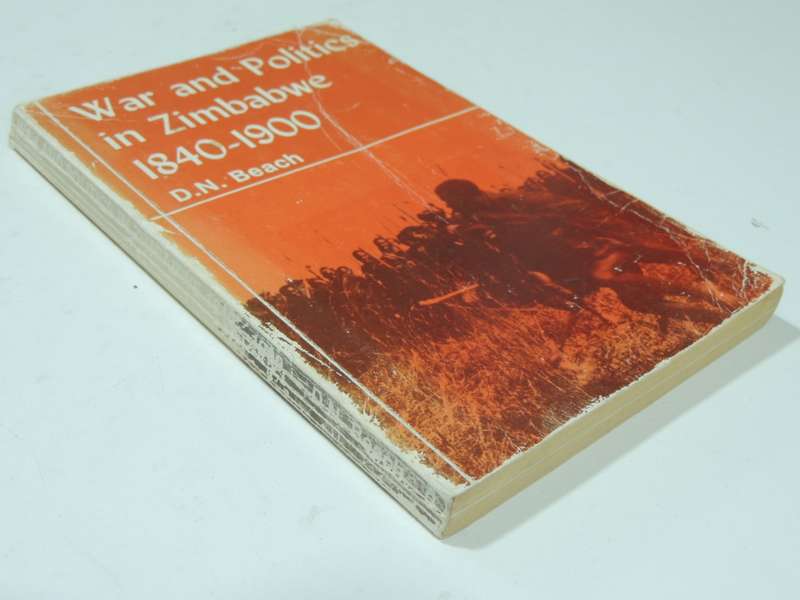 War and Politics
in Zimbabwe
1840-1900
D.N. Beach